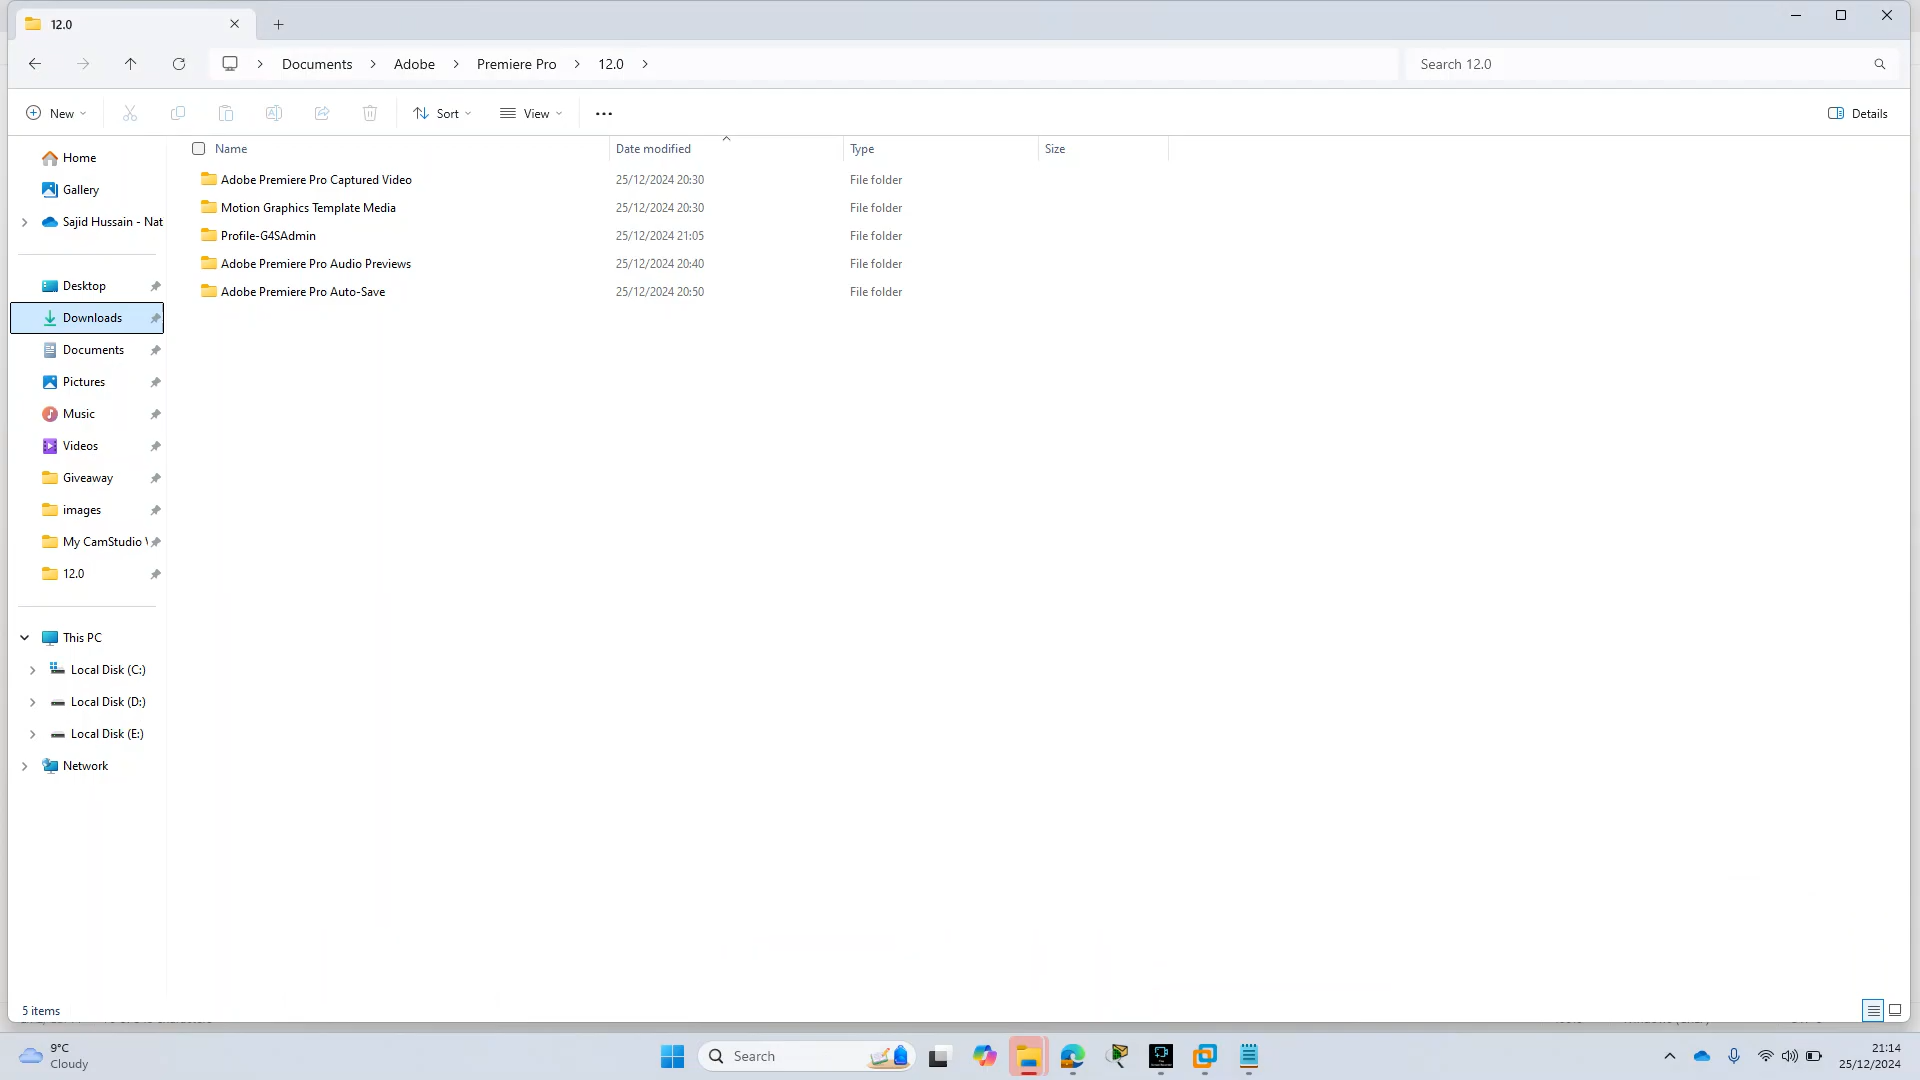 12.0
Documents
Adobe
Premiere Pro
12.0
Search 12.0
New
Sort
View
Details
Name
Date modified
Type
Size
Adobe Premiere Pro Captured Video
25/12/2024 20:30
File folder
Motion Graphics Template Media
25/12/2024 20:30
File folder
Profile-G4SAdmin
25/12/2024 21:05
File folder
Adobe Premiere Pro Audio Previews
25/12/2024 20:40
File folder
Adobe Premiere Pro Auto-Save
25/12/2024 20:50
File folder
Home
Gallery
Sajid Hussain - Nat
Desktop
Downloads
Documents
Pictures
Music
Videos
Giveaway
images
My CamStudio
12.0
This PC
Local Disk (C:)
Local Disk (D:)
Local Disk (E:)
Network
5 items
9°C
Cloudy
Search
21:14
25/12/2024